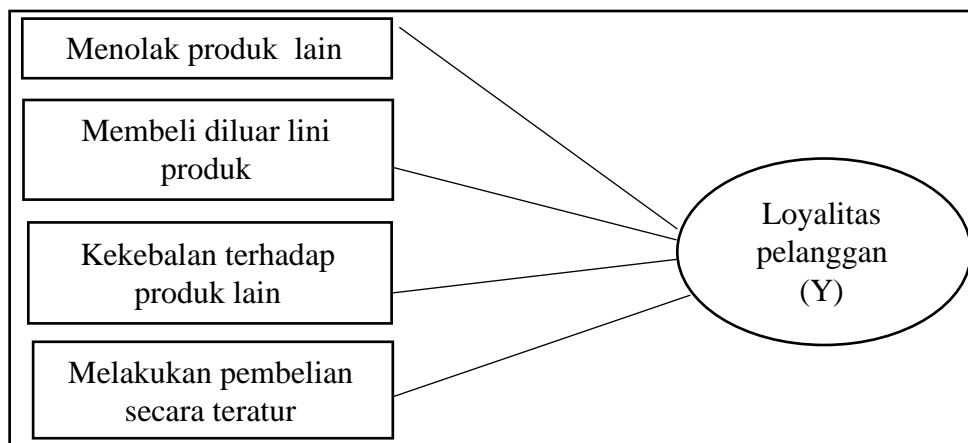 Menolak produk lain
Membeli diluar lini
produk
Kekebalan terhadap
produk lain
Melakukan pembelian
secara teratur
Loyalitas
pelanggan
(Y)